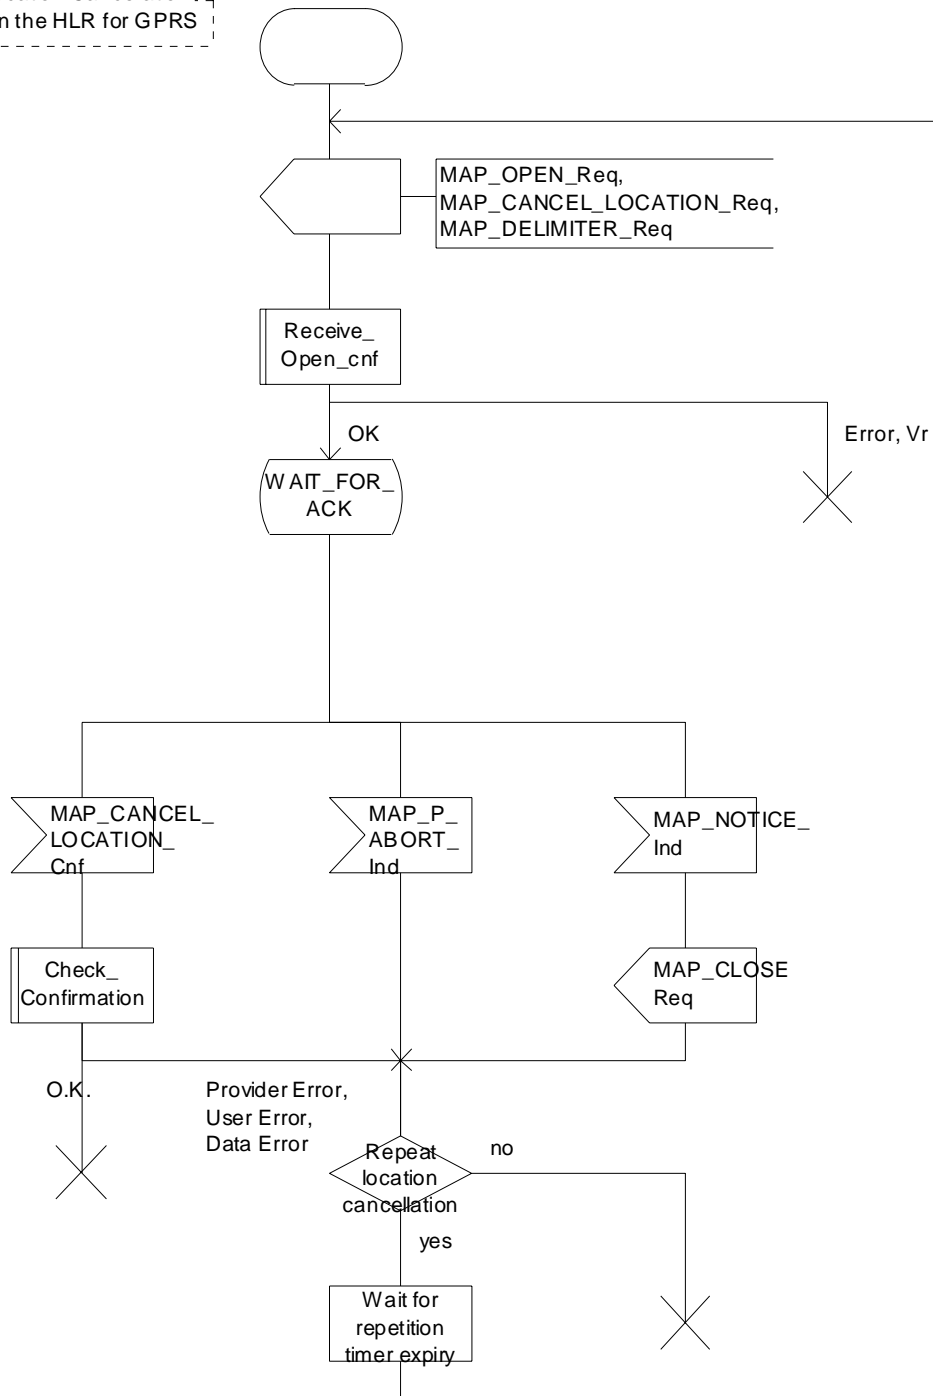 n the HLR for GPRS
MAP_OPEN_Req,
MAP_CANCEL_LOCATION_Req,
MAP_DELIMITER_Req
Receive_
Open_cnf
OK
Error, Vr
WAIT_FOR_
ACK
MAP_CANCEL_
LOCATION_
Cnf
MAP_P_
ABORT_
Ind
MAP_NOTICE_
Ind
Check_
Confirmation
MAP_CLOSE
Req
O.K.
Provider Error,
User Error,
Data Error
Repeat
location
cancellation
no
yes
Wait for
repetition
timer expiry